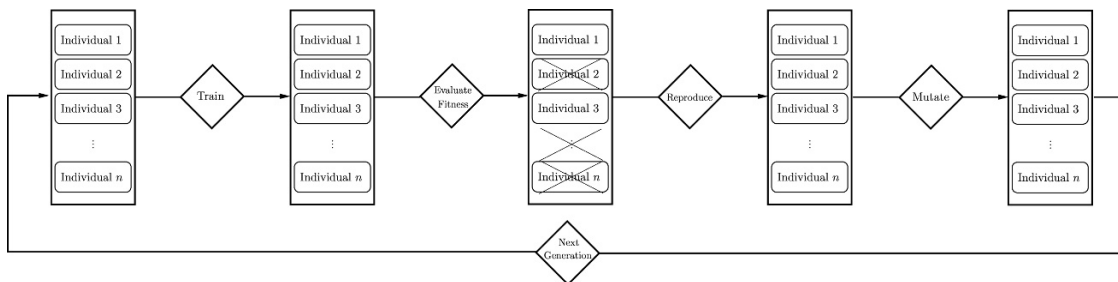 Individual 1
Individual 2
Individual 3
⋮
Individual n
Train
Individual 1
Individual 2
Individual 3
⋮
Individual n
Evaluate
Fitness
Individual 1
Individual 2
Individual 3
⋮
Individual n
Reproduce
Individual 1
Individual 2
Individual 3
⋮
Individual n
Mutate
Individual 1
Individual 2
Individual 3
⋮
Individual n
Next
Generation